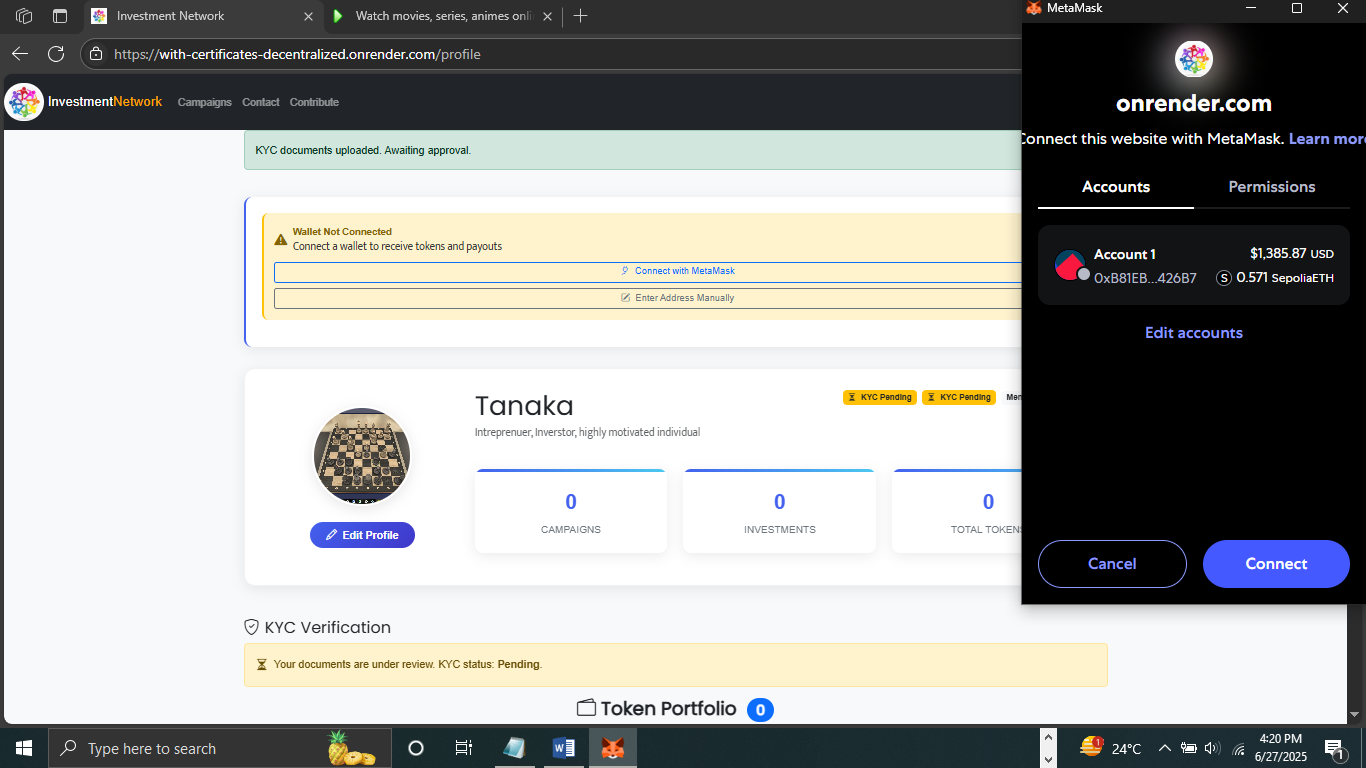 Investment Network
Watch movies, series, animes onli
https://with-certificates-decentralized.onrender.com/profile
InvestmentNetwork Campaigns Contact Contribute
KYC documents uploaded. Awaiting approval.
Wallet Not Connected
Connect a wallet to receive tokens and payouts
Connect with MetaMask
Enter Address Manually
Tanaka
KYC Pending KYC Pending Mem
Intreprenuer, Inverstor, highly motivated individual
0 0 0
CAMPAIGNS INVESTMENTS TOTAL TOKENS
Edit Profile
KYC Verification
Your documents are under review. KYC status: Pending.
Token Portfolio 0
MetaMask
onrender.com
Connect this website with MetaMask. Learn more
Accounts Permissions
Account 1 $1,385.87 USD
0xB81EB...426B7 S 0.571 SepoliaETH
Edit accounts
Cancel Connect
Type here to search
1 24°C
4:20 PM
6/27/2025
1